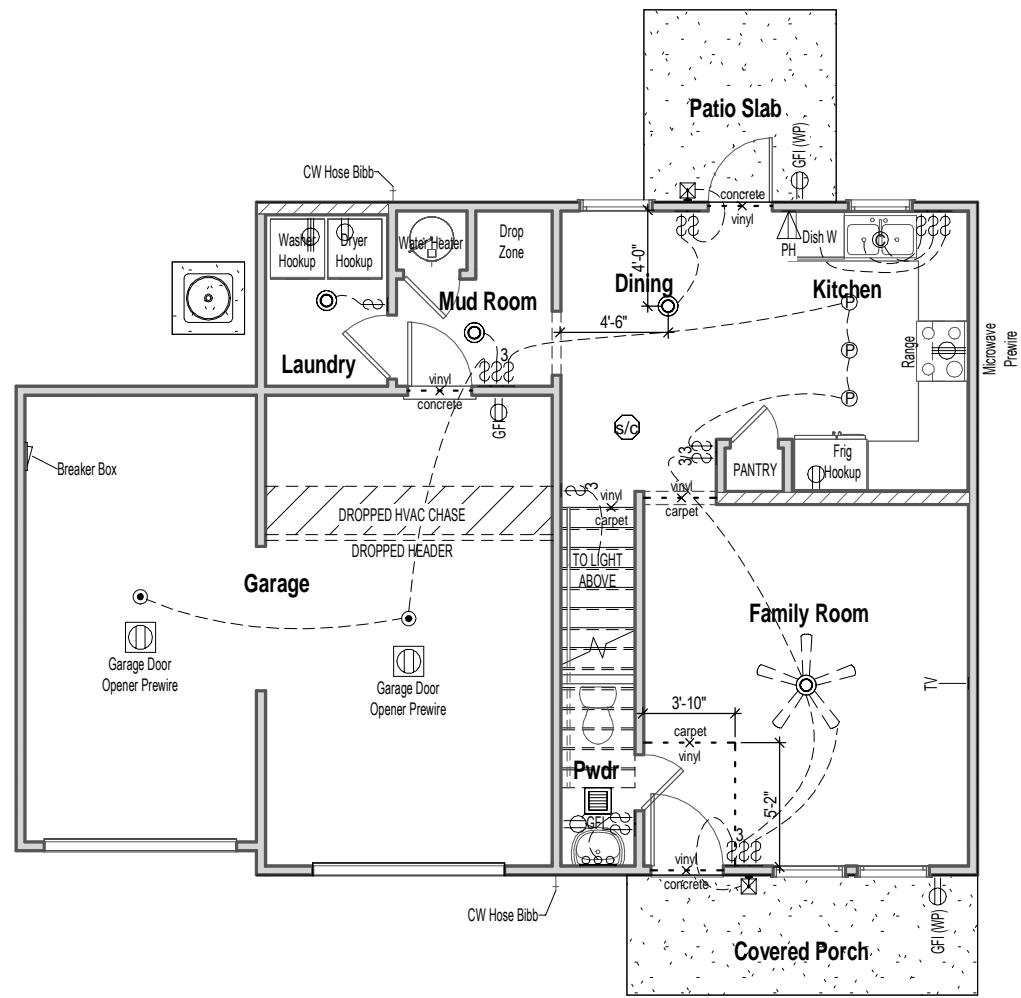 Patio Slab
GFI (WP)
CW Hose Bibb
concrete
vinyl
Washer
Hookup
Dryer
Hookup
Water Heater
Drop
Zone
PH
Dish W
C
4'-0"
Dining
Kitchen
Mud Room
4'-6"
P
P
P
Range
Microwave
Prewire
Laundry
3
vinyl
concrete
GFI
s/c
Breaker Box
3/3
PANTRY
Frig
Hookup
vinyl
carpet
3
vinyl
carpet
DROPPED HVAC CHASE
DROPPED HEADER
TO LIGHT
ABOVE
Garage
Family Room
Garage Door
Opener Prewire
Garage Door
Opener Prewire
TV
3'-10"
carpet
vinyl
Pwdr
5'-2"
GFI
3
vinyl
concrete
CW Hose Bibb
GFI (WP)
Covered Porch